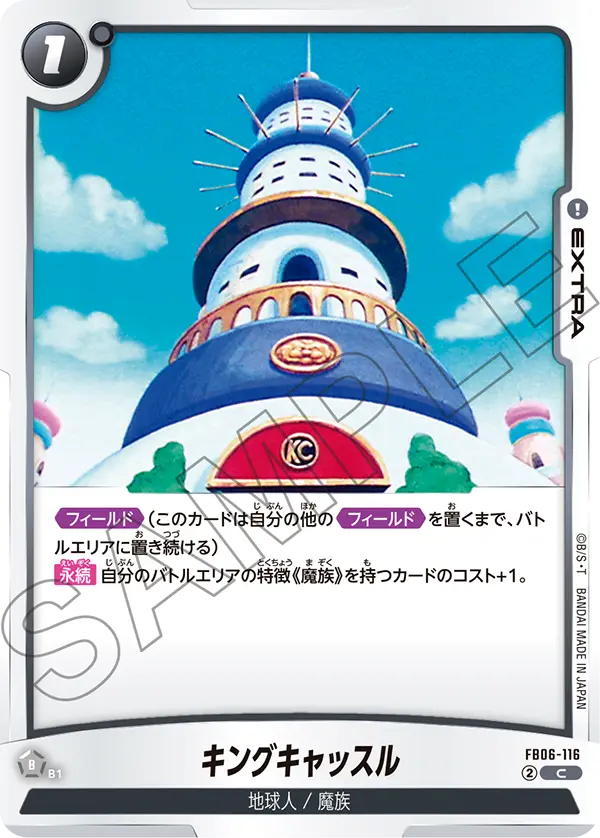 1
EXTRA
KC
フィールド (このカードは自分の他の フィールド を置くまで、バト
ルエリアに置き続ける)
永続 自分のバトルエリアの特徴《魔族》を持つカードのコスト+1。
SAMPLE
©B/S・T BANDAI MADE IN JAPAN
B B1
キングキャッスル
FB06-116
② C
地球人 / 魔族